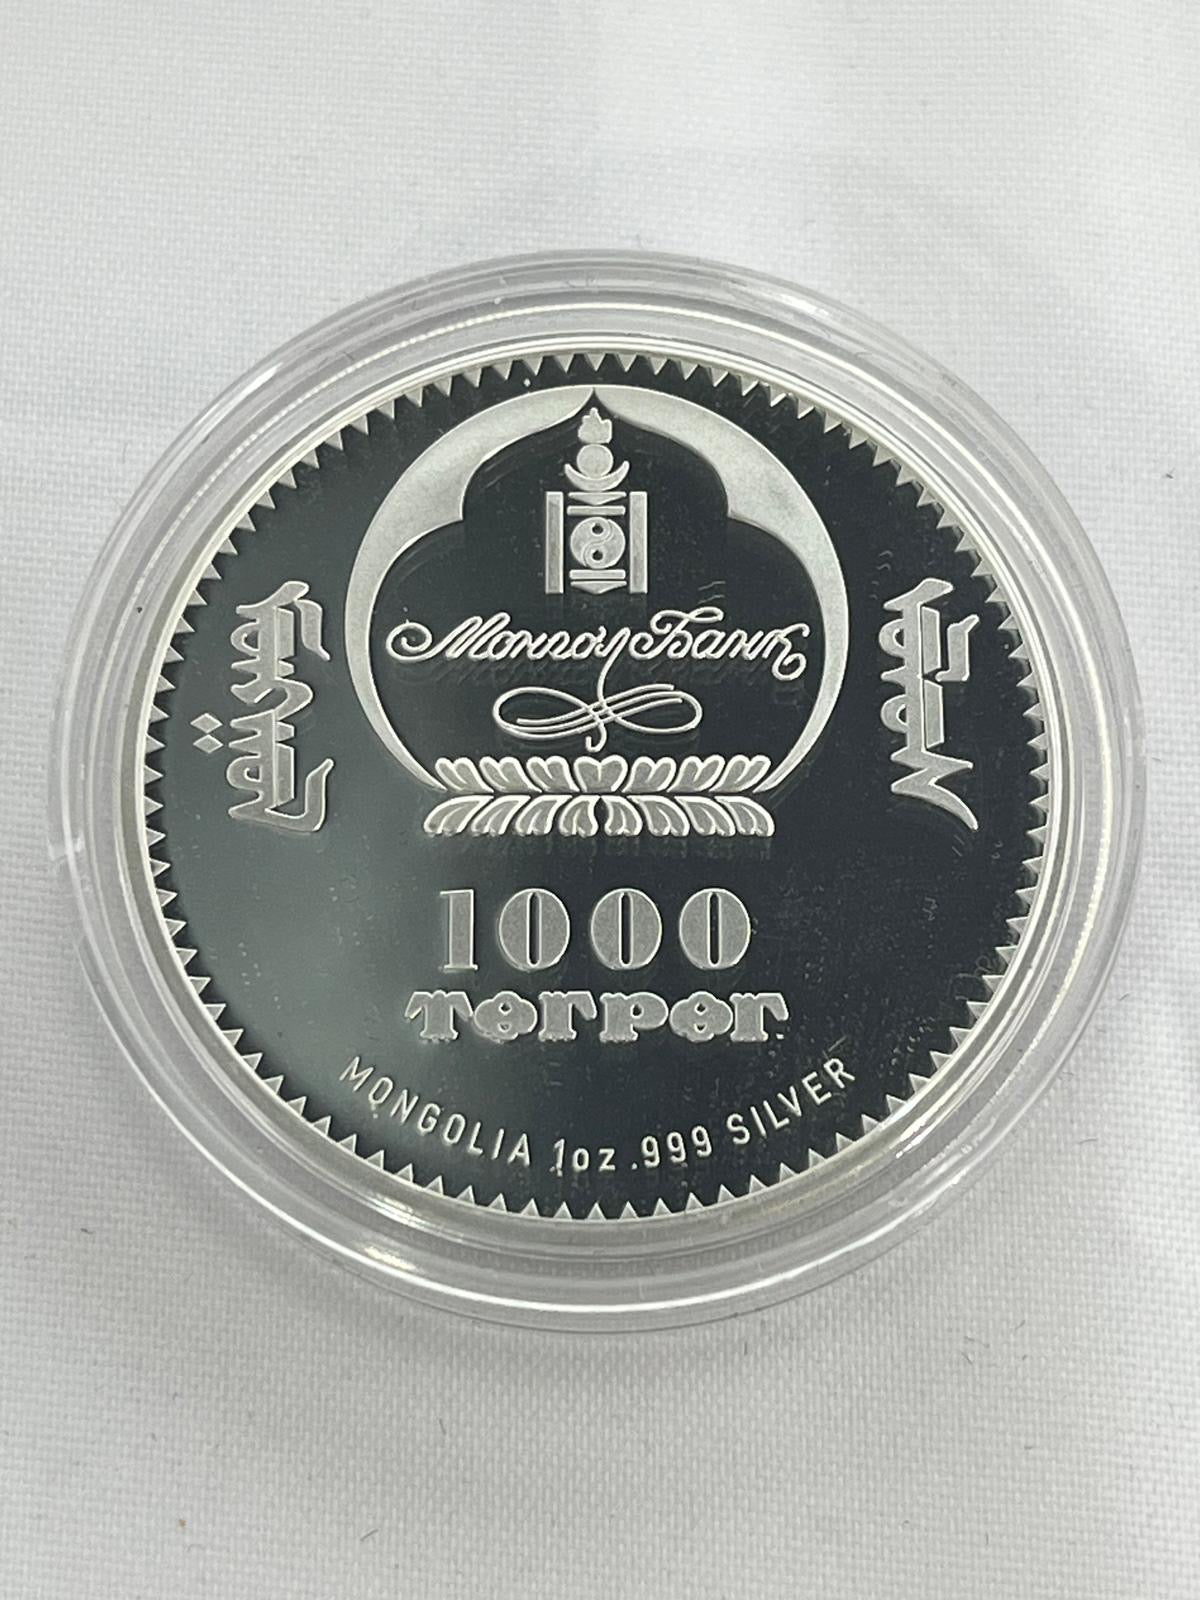 Монгол Банк
1000
төгрөг
MONGOLIA 1oz .999 SILVER